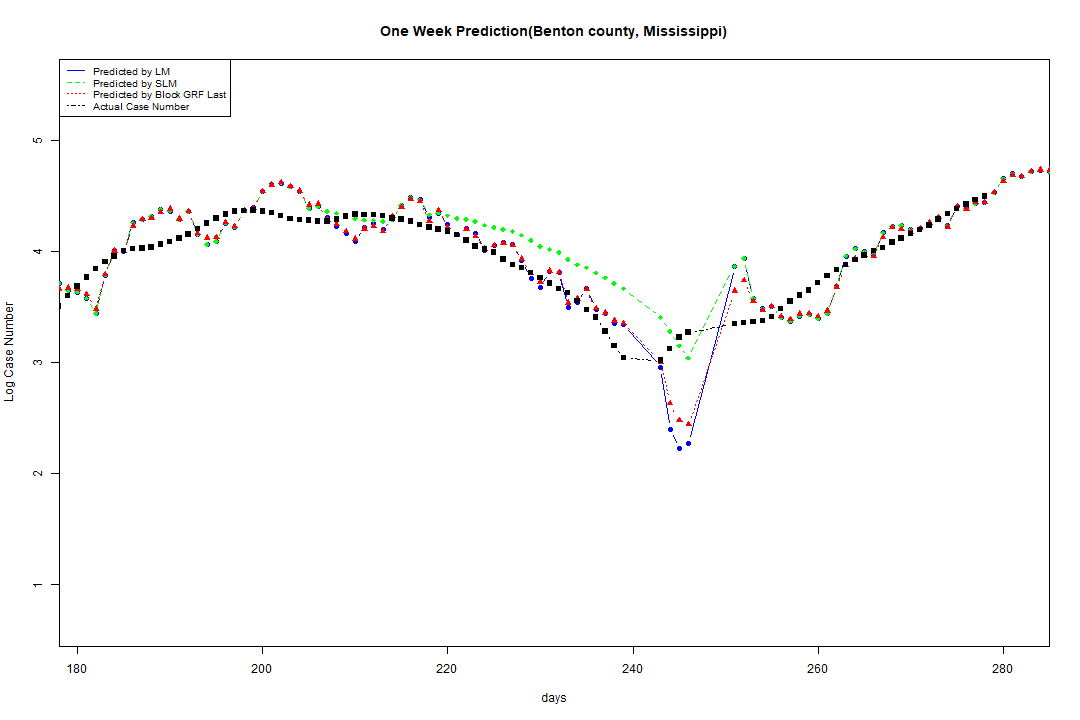 One Week Prediction(Benton county, Mississippi)
Predicted by LM
Predicted by SLM
Predicted by Block GRF Last
Actual Case Number
5
4
3
2
1
Log Case Number
180 200 220 240 260 280
days